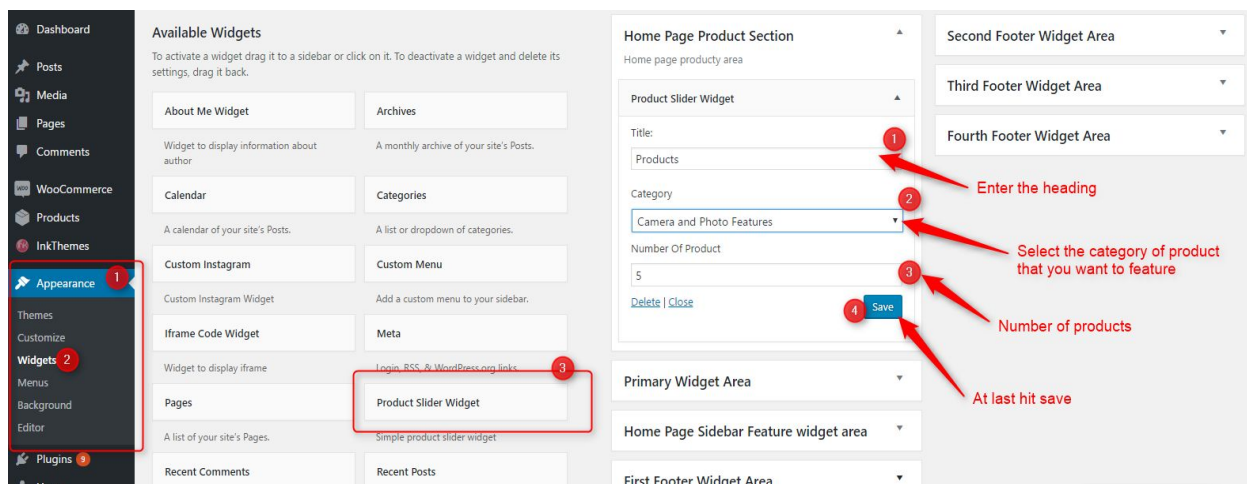 Dashboard
Posts
Media
Pages
Comments
WooCommerce
Products
InkThemes
Appearance 1
Themes
Customize
Widgets 2
Menus
Background
Editor
Plugins 9
Available Widgets
To activate a widget drag it to a sidebar or click on it. To deactivate a widget and delete its
settings, drag it back.
About Me Widget
Archives
Widget to display information about
author
A monthly archive of your site's Posts.
Calendar
Categories
A calendar of your site's Posts.
A list or dropdown of categories.
Custom Instagram
Custom Menu
Custom Instagram Widget
Add a custom menu to your sidebar.
Iframe Code Widget
Meta
Widget to display iframe
Login, RSS, & WordPress.org links.
3
Pages
Product Slider Widget
A list of your site's Pages.
Simple product slider widget
Recent Comments
Recent Posts
Home Page Product Section
Home page producty area
Product Slider Widget
Title:
1
Products
Enter the heading
Category
2
Camera and Photo Features
Select the category of product
that you want to feature
Number Of Product
5
3
Number of products
Delete | Close
4
Save
At last hit save
Primary Widget Area
Home Page Sidebar Feature widget area
First Footer Widget Area
Second Footer Widget Area
Third Footer Widget Area
Fourth Footer Widget Area